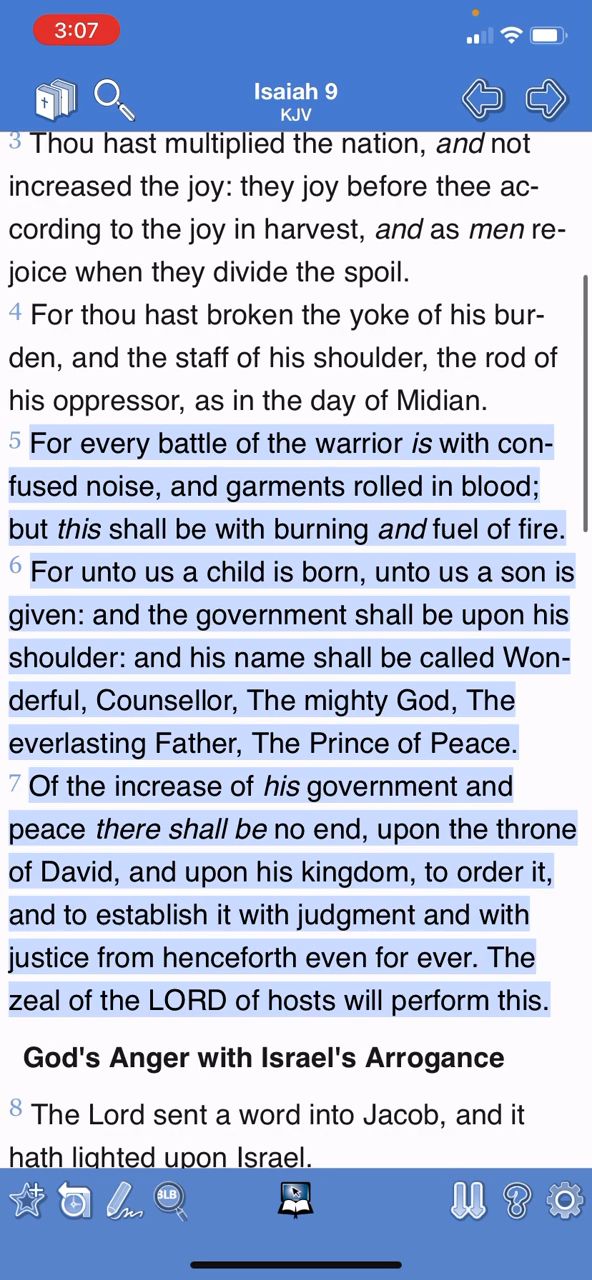 3:07
Isaiah 9
KJV
3 Thou hast multiplied the nation, and not
increased the joy: they joy before thee ac-
cording to the joy in harvest, and as men re-
joice when they divide the spoil.
4 For thou hast broken the yoke of his bur-
den, and the staff of his shoulder, the rod of
his oppressor, as in the day of Midian.
5 For every battle of the warrior is with con-
fused noise, and garments rolled in blood;
but this shall be with burning and fuel of fire.
6 For unto us a child is born, unto us a son is
given: and the government shall be upon his
shoulder: and his name shall be called Won-
derful, Counsellor, The mighty God, The
everlasting Father, The Prince of Peace.
7 Of the increase of his government and
peace there shall be no end, upon the throne
of David, and upon his kingdom, to order it,
and to establish it with judgment and with
justice from henceforth even for ever. The
zeal of the LORD of hosts will perform this.
God's Anger with Israel's Arrogance
8 The Lord sent a word into Jacob, and it
hath lighted upon Israel.
BLB